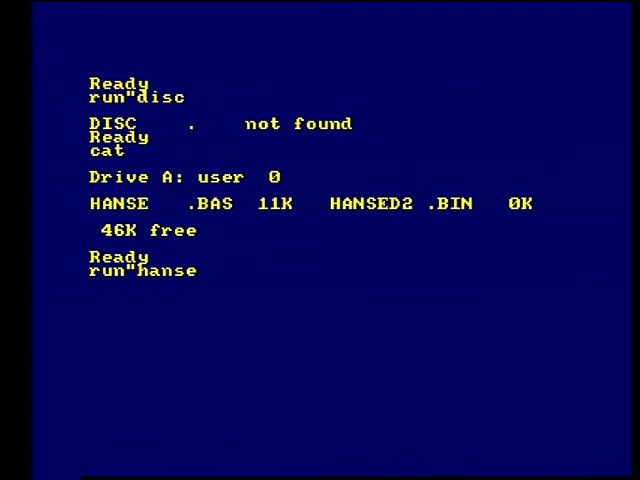 Ready
run"disc
DISC    .    not found
Ready
cat
Drive A: user  0
HANSE   .BAS  11K   HANSED2 .BIN   0K
 46K free
Ready
run"hanse